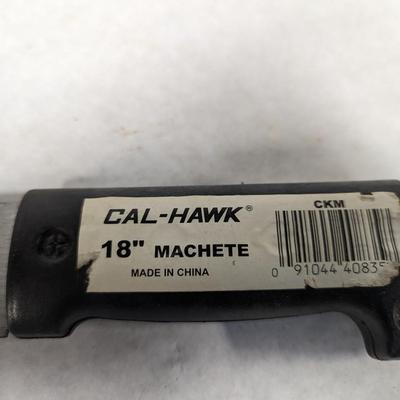 CAL-HAWK®
18" MACHETE
MADE IN CHINA
CKM
0 91044 40835